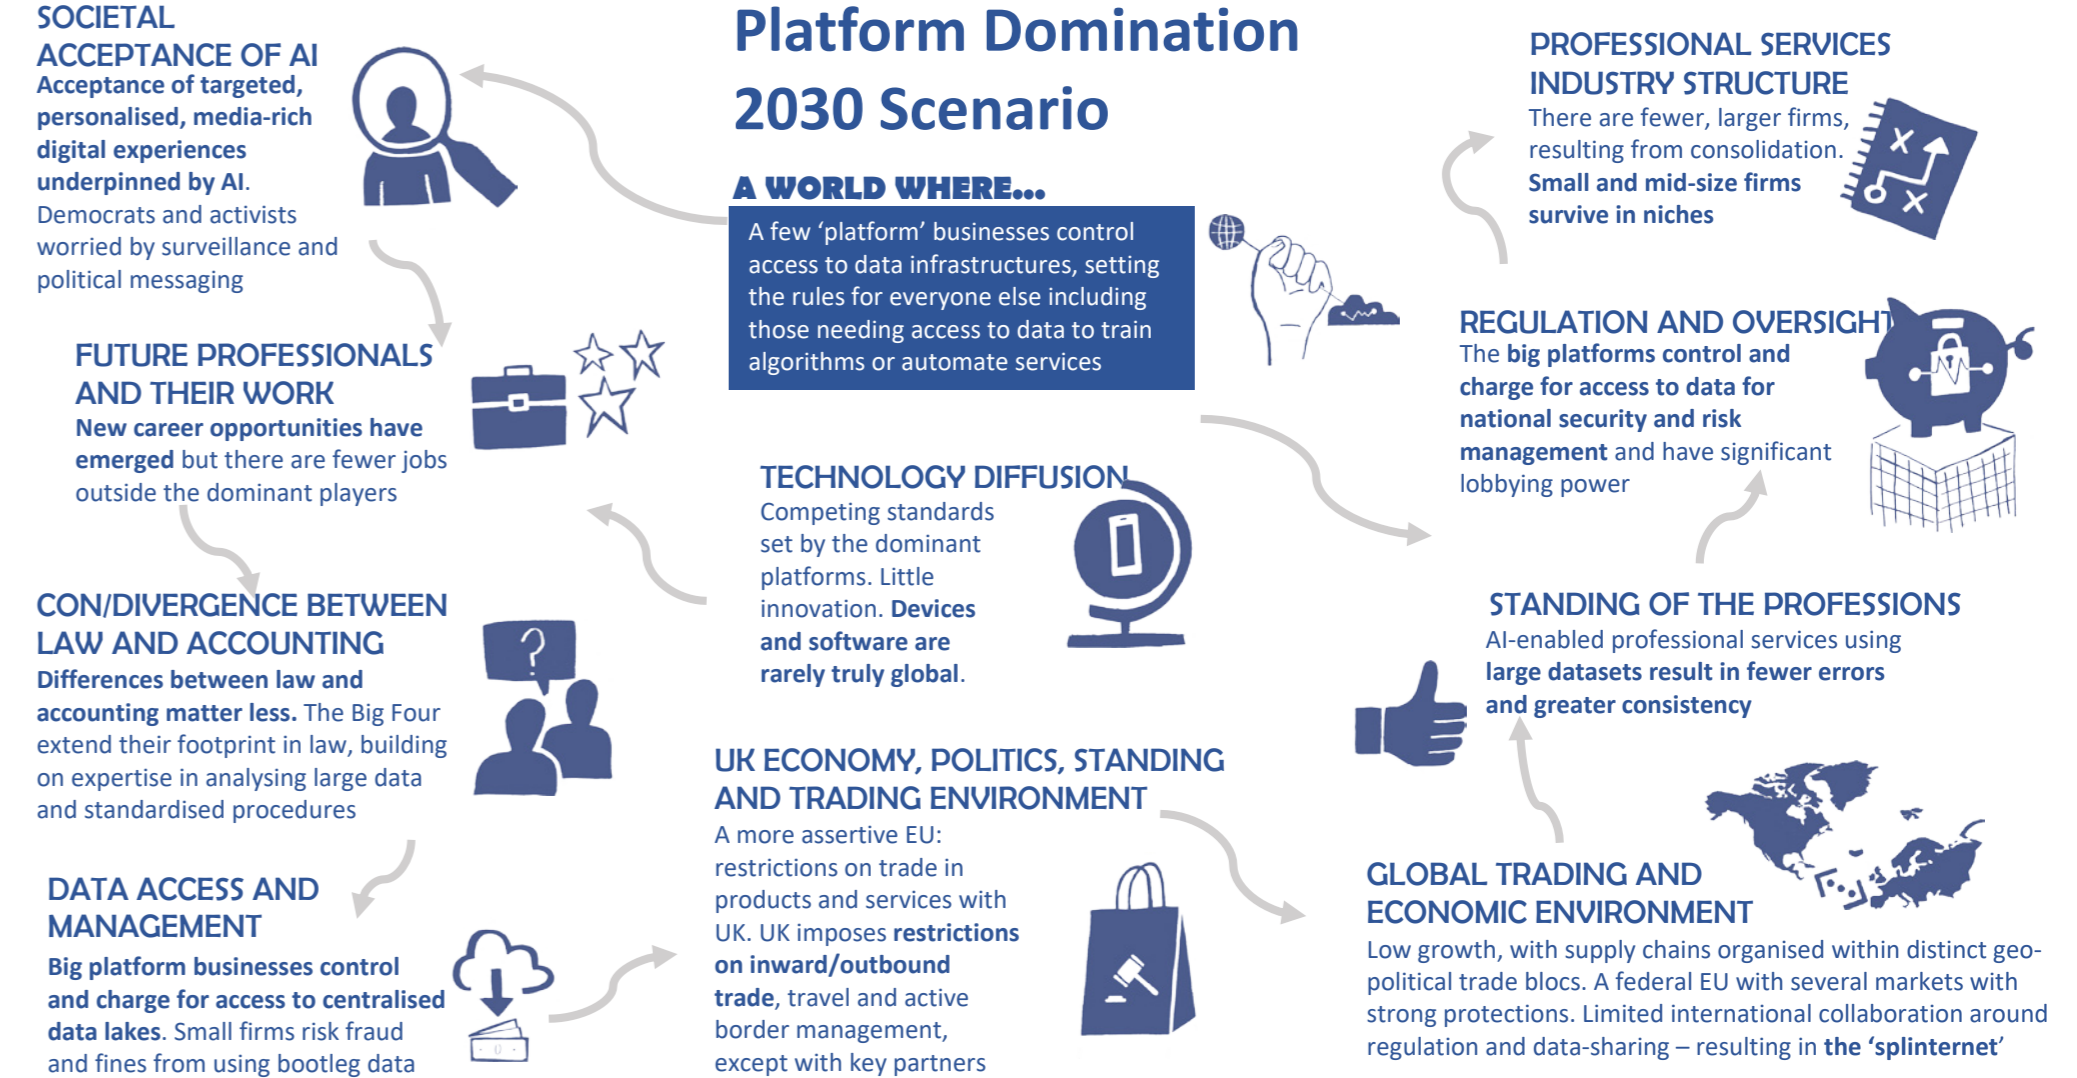 Platform Domination
2030 Scenario
A WORLD WHERE...
A few ‘platform’ businesses control
access to data infrastructures, setting
the rules for everyone else including
those needing access to data to train
algorithms or automate services
SOCIETAL
ACCEPTANCE OF AI
Acceptance of targeted,
personalised, media-rich
digital experiences
underpinned by AI.
Democrats and activists
worried by surveillance and
political messaging
FUTURE PROFESSIONALS
AND THEIR WORK
New career opportunities have
emerged but there are fewer jobs
outside the dominant players
CON/DIVERGENCE BETWEEN
LAW AND ACCOUNTING
Differences between law and
accounting matter less. The Big Four
extend their footprint in law, building
on expertise in analysing large data
and standardised procedures
?
DATA ACCESS AND
MANAGEMENT
Big platform businesses control
and charge for access to centralised
data lakes. Small firms risk fraud
and fines from using bootleg data
TECHNOLOGY DIFFUSION
Competing standards
set by the dominant
platforms. Little
innovation. Devices
and software are
rarely truly global.
UK ECONOMY, POLITICS, STANDING
AND TRADING ENVIRONMENT
A more assertive EU:
restrictions on trade in
products and services with
UK. UK imposes restrictions
on inward/outbound
trade, travel and active
border management,
except with key partners
GLOBAL TRADING AND
ECONOMIC ENVIRONMENT
Low growth, with supply chains organised within distinct geo-
political trade blocs. A federal EU with several markets with
strong protections. Limited international collaboration around
regulation and data-sharing – resulting in the ‘splinternet’
STANDING OF THE PROFESSIONS
AI-enabled professional services using
large datasets result in fewer errors
and greater consistency
REGULATION AND OVERSIGHT
The big platforms control and
charge for access to data for
national security and risk
management and have significant
lobbying power
PROFESSIONAL SERVICES
INDUSTRY STRUCTURE
There are fewer, larger firms,
resulting from consolidation.
Small and mid-size firms
survive in niches